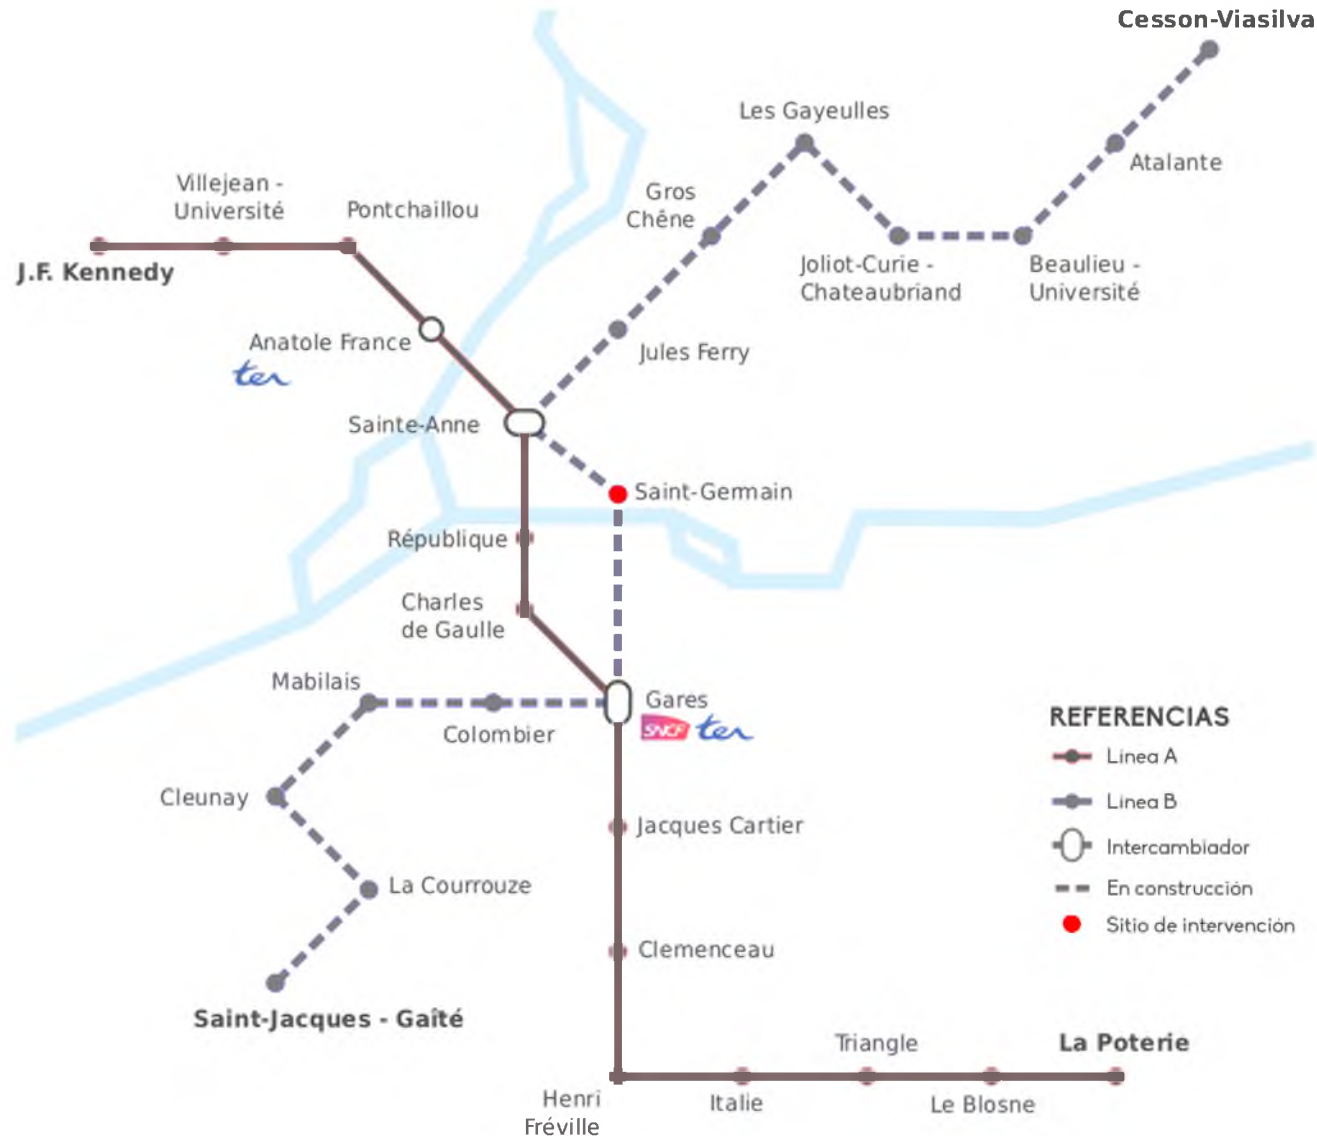 Cesson-Viasilva
Les Gayeulles
Atalante
Villejean -
Université
Pontchaillou
Gros
Chêne
J.F. Kennedy
Joliot-Curie -
Chateaubriand
Beaulieu -
Université
Anatole France
ter
Jules Ferry
Sainte-Anne
Saint-Germain
République
Charles
de Gaulle
Mabilais
Colombier
Gares
SNCF ter
Cleunay
Jacques Cartier
La Courrouze
Clemenceau
Saint-Jacques - Gaîté
REFERENCIAS
Linea A
Linea B
Intercambiador
En construcción
Sitio de intervención
Triangle
La Poterie
Henri
Fréville
Italie
Le Blosne